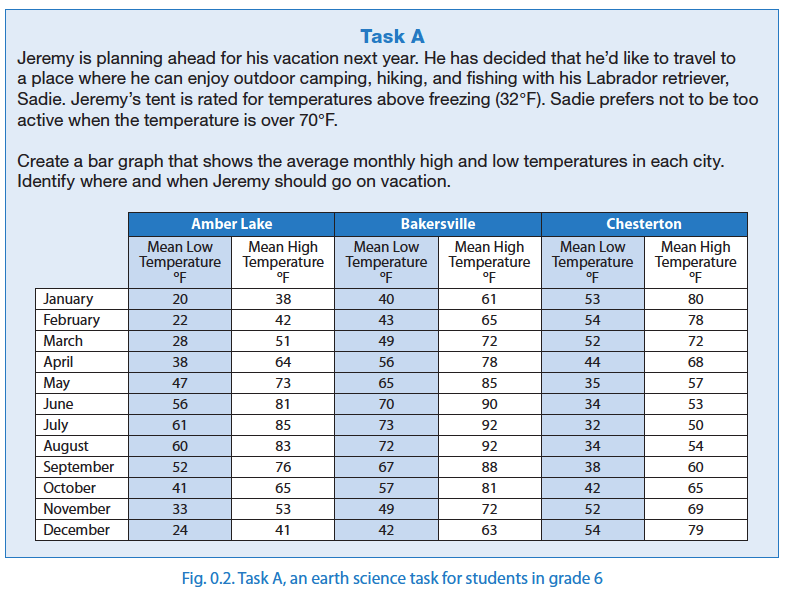 Task A
Jeremy is planning ahead for his vacation next year. He has decided that he’d like to travel to
a place where he can enjoy outdoor camping, hiking, and fishing with his Labrador retriever,
Sadie. Jeremy’s tent is rated for temperatures above freezing (32°F). Sadie prefers not to be too
active when the temperature is over 70°F.
Create a bar graph that shows the average monthly high and low temperatures in each city.
Identify where and when Jeremy should go on vacation.
Amber Lake Bakersville Chesterton
Mean Low Mean High Mean Low Mean High Mean Low Mean High
Temperature Temperature Temperature Temperature Temperature Temperature
°F °F °F °F °F °F
January 20 38 40 61 53 80
February 22 42 43 65 54 78
March 28 51 49 72 52 72
April 38 64 56 78 44 68
May 47 73 65 85 35 57
June 56 81 70 90 34 53
July 61 85 73 92 32 50
August 60 83 72 92 34 54
September 52 76 67 88 38 60
October 41 65 57 81 42 65
November 33 53 49 72 52 69
December 24 41 42 63 54 79
Fig. 0.2. Task A, an earth science task for students in grade 6